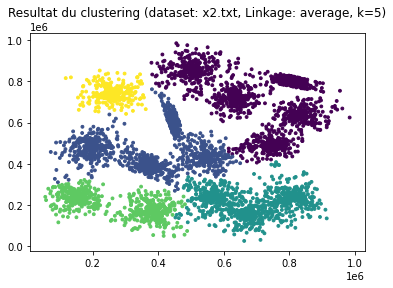 Resultat du clustering (dataset: x2.txt, Linkage: average, k=5)
1e6
1.0
0.8
0.6
0.4
0.2
0.0
0.2 0.4 0.6 0.8 1.0
1e6